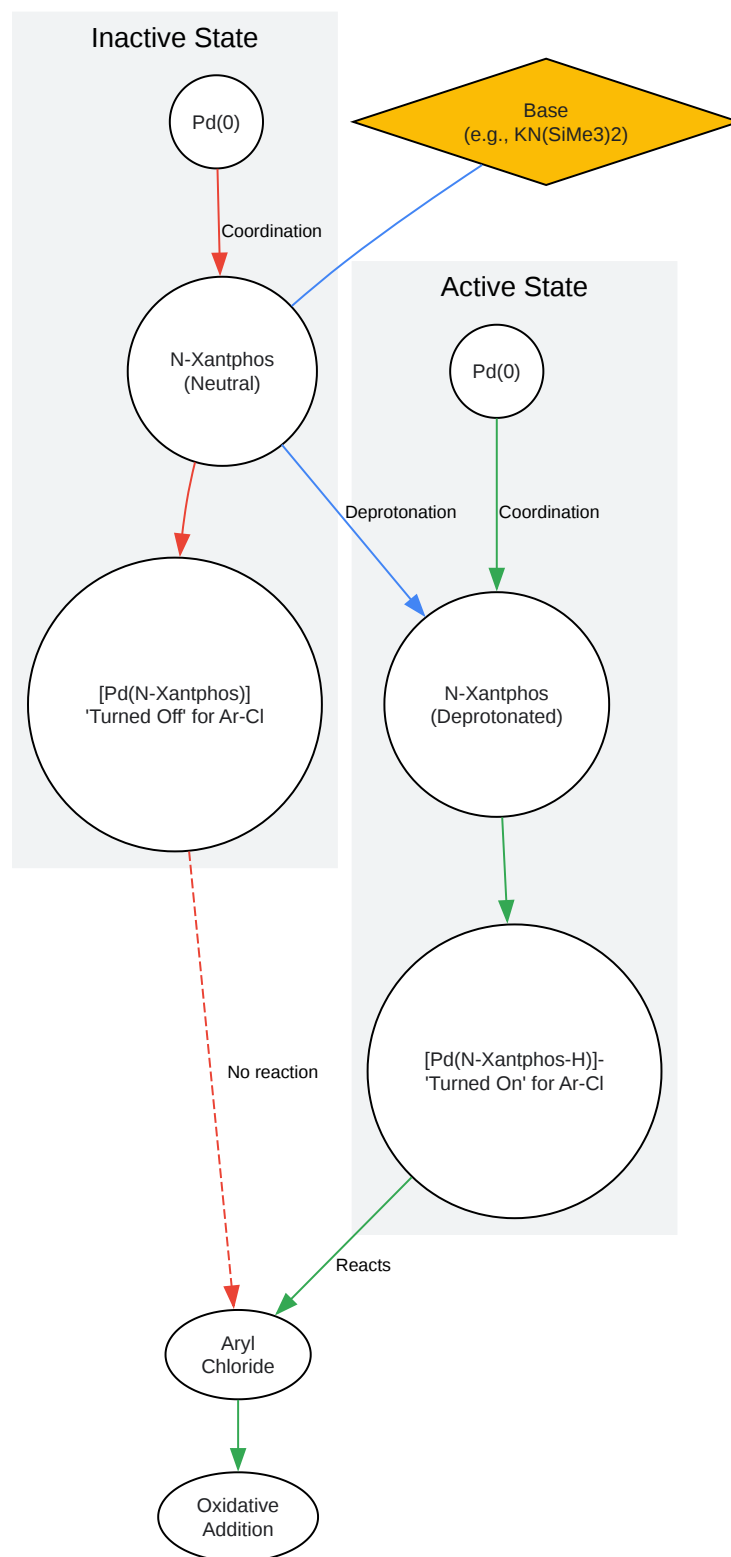 Inactive State
Pd(0)
Base
(e.g., KN(SiMe3)2)
Coordination
Active State
N-Xantphos
(Neutral)
Pd(0)
Deprotonation
Coordination
[Pd(N-Xantphos)]
'Turned Off' for Ar-Cl
N-Xantphos
(Deprotonated)
[Pd(N-Xantphos-H)]-
'Turned On' for Ar-Cl
No reaction
Reacts
Aryl
Chloride
Oxidative
Addition